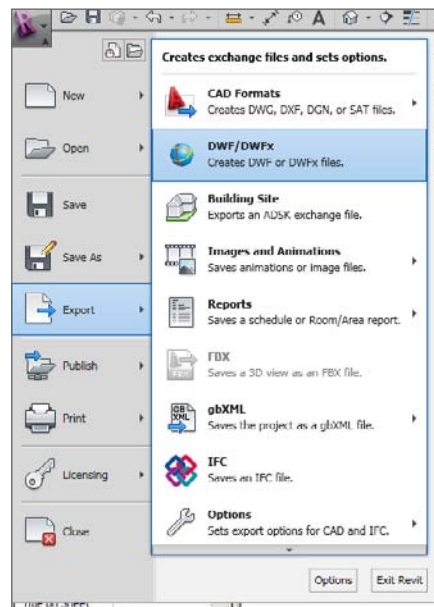 Creates exchange files and sets options.
New
Open
Save
Save As
Export
Publish
Print
Licensing
Close
CAD Formats
Creates DWG, DXF, DGN, or SAT files.
DWF/DWFx
Creates DWF or DWFx files.
Building Site
Exports an ADSK exchange file.
Images and Animations
Saves animations or image files.
Reports
Saves a schedule or Room/Area report.
FBX
Saves a 3D view as an FBX file.
gbXML
Saves the project as a gbXML file.
IFC
Saves an IFC file.
Options
Sets export options for CAD and IFC.
Options
Exit Revit